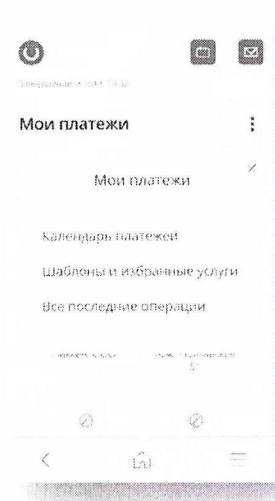 Мои платежи
Мои платежи
Календарь платежей
Шаблоны и избранные услуги
Все последние операции